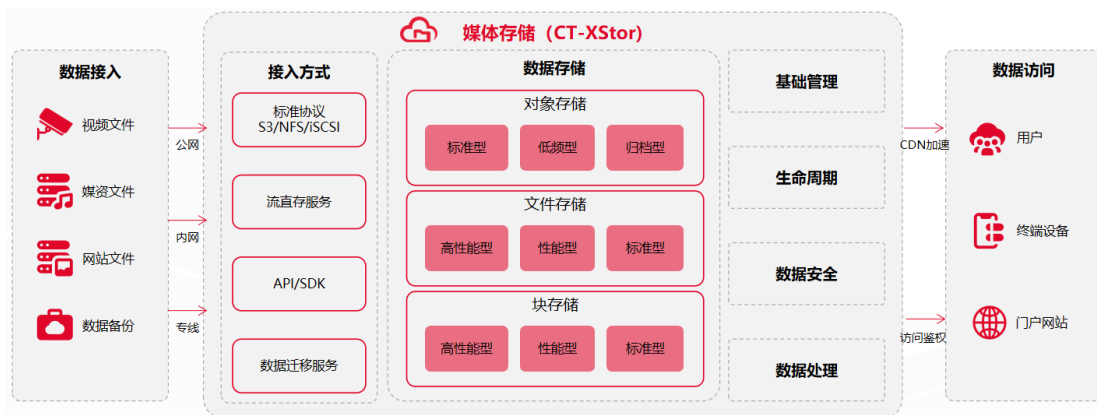 媒体存储（CT-XStor）
数据接入
视频文件
媒资文件
网站文件
数据备份
公网
内网
专线
接入方式
标准协议
S3/NFS/iSCSI
流直存服务
API/SDK
数据迁移服务
数据存储
对象存储
标准型
低频型
归档型
文件存储
高性能型
性能型
标准型
块存储
高性能型
性能型
标准型
基础管理
生命周期
数据安全
数据处理
CDN加速
访问鉴权
数据访问
用户
终端设备
门户网站